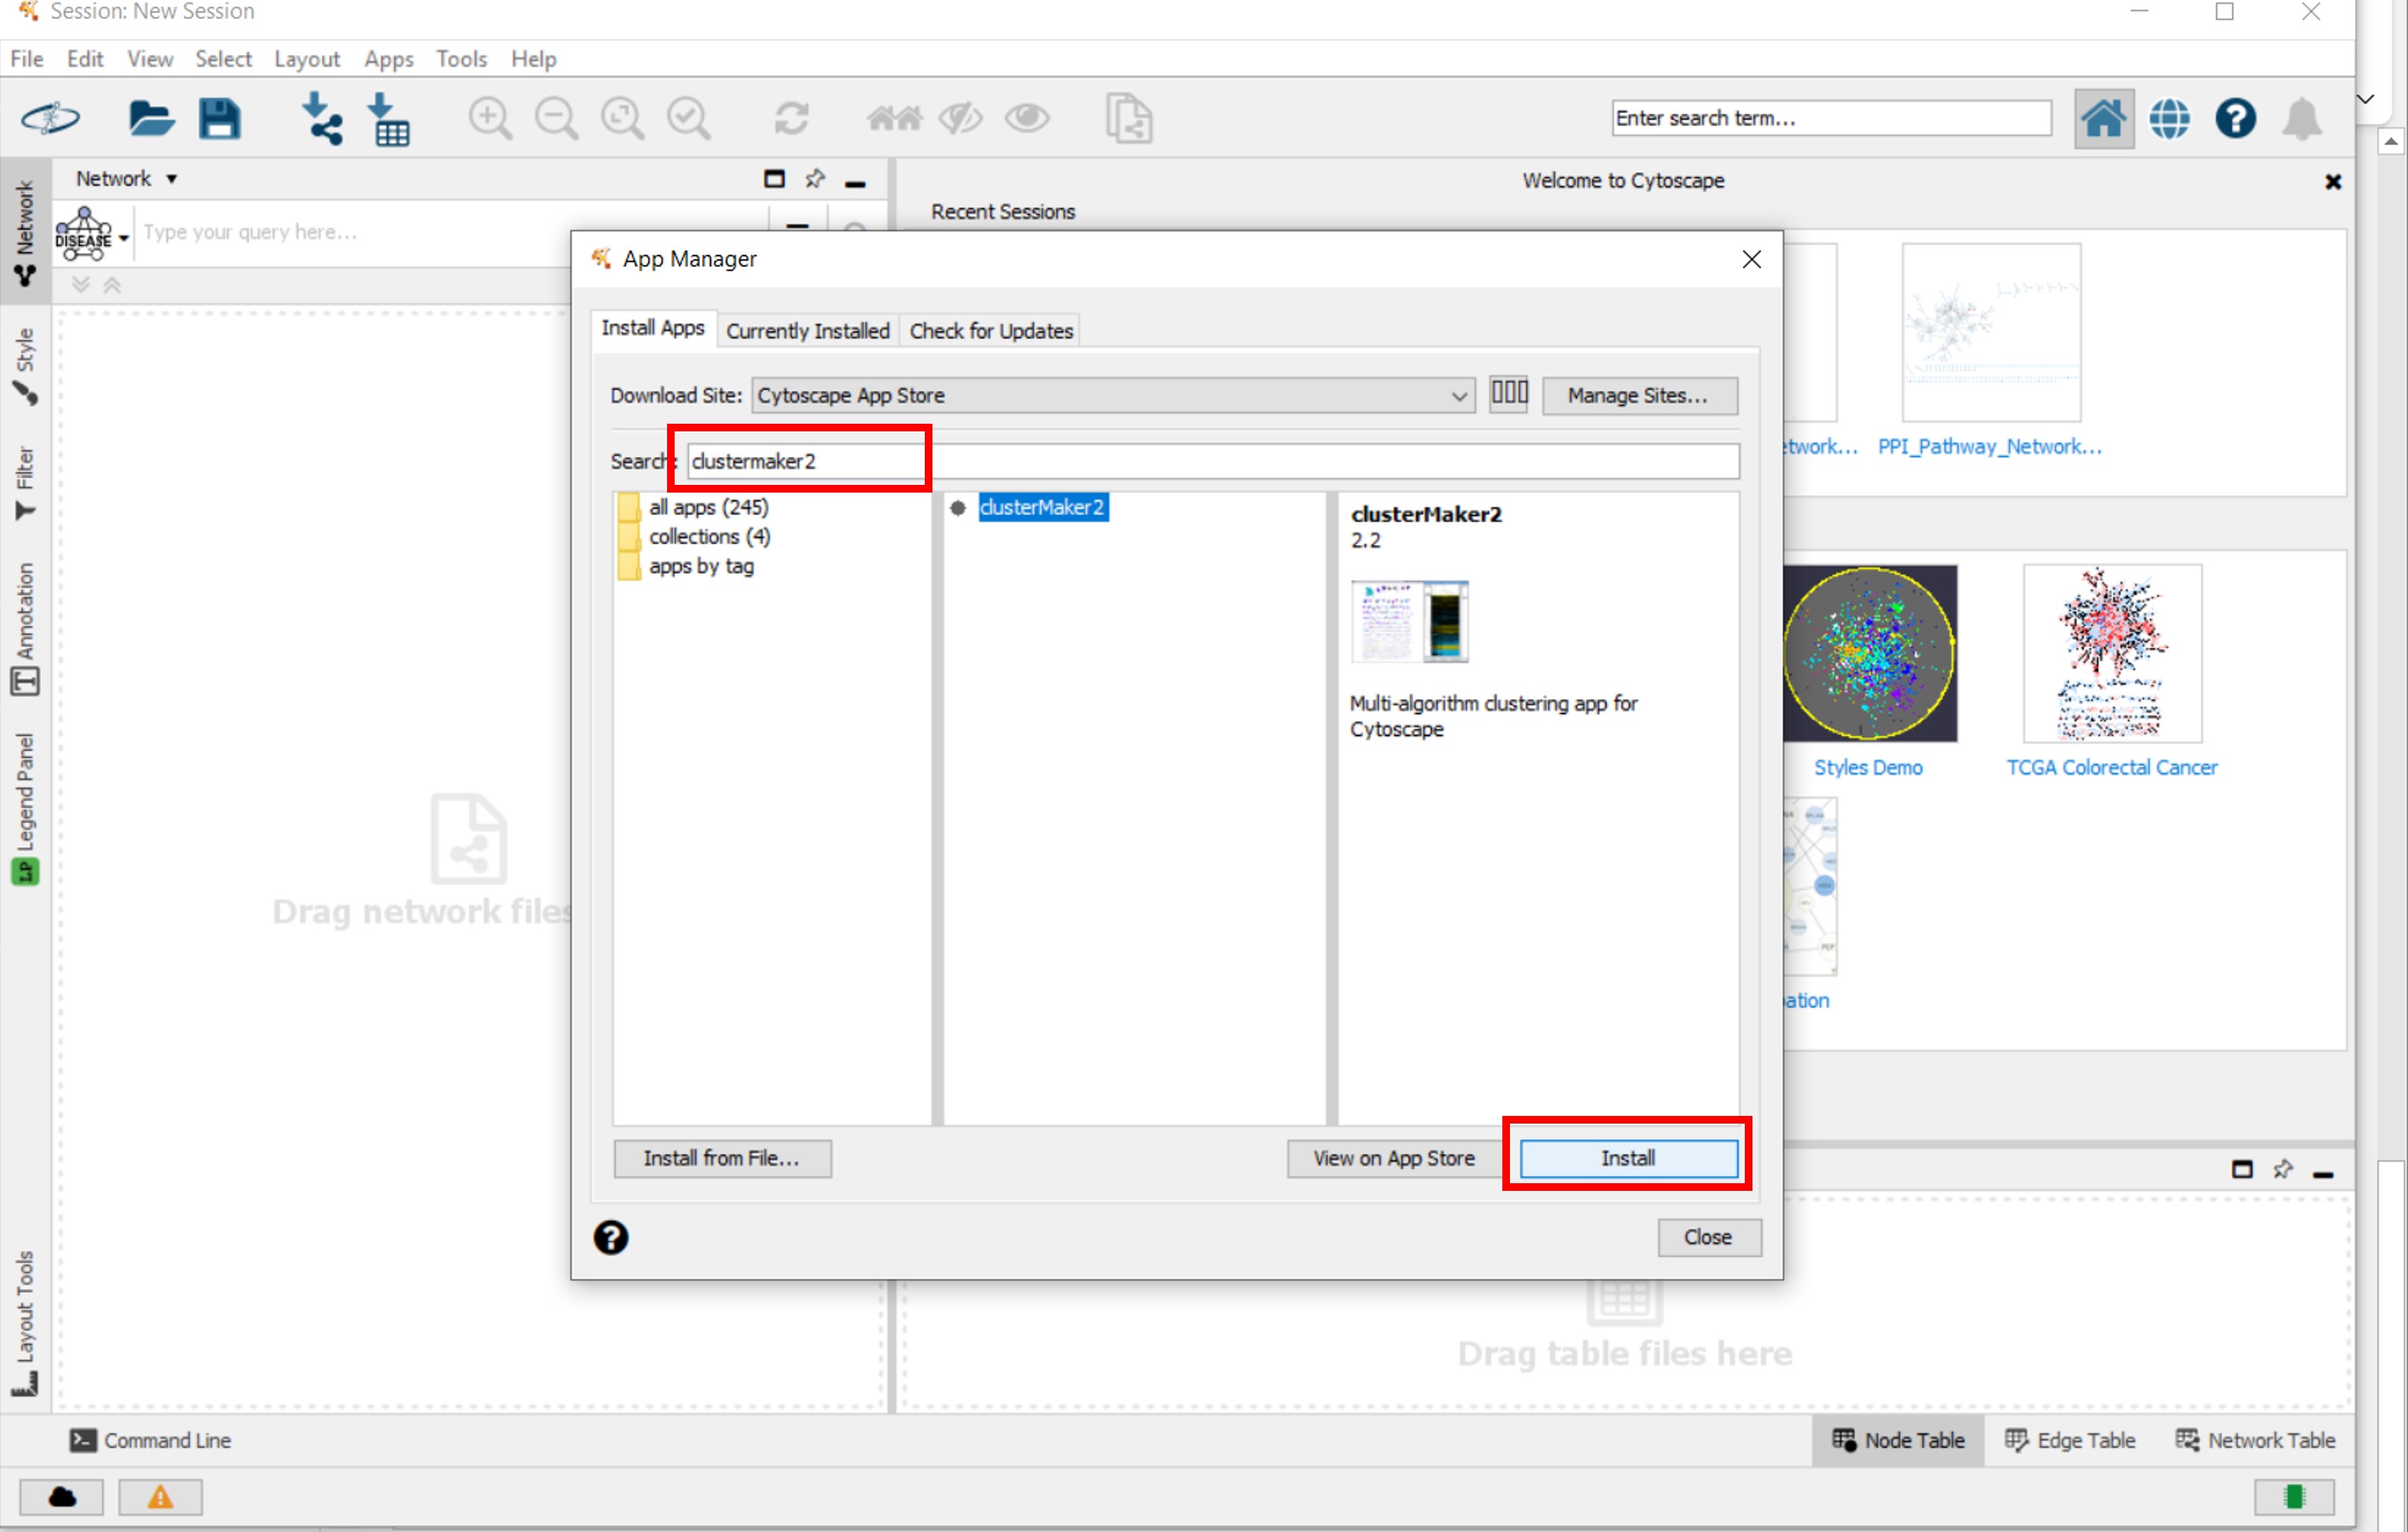 Session: New Session
File Edit View Select Layout Apps Tools Help
Enter search term...
Network
Welcome to Cytoscape
DISEASE
Type your query here...
Recent Sessions
App Manager
Install Apps
Currently Installed
Check for Updates
Download Site:
Cytoscape App Store
Manage Sites...
Search:
clustermaker2
all apps (245)
collections (4)
apps by tag
clusterMaker2
clusterMaker2
2.2
Multi-algorithm clustering app for
Cytoscape
Install from File...
View on App Store
Install
Close
etwork...
PPI_Pathway_Network...
Styles Demo
TCGA Colorectal Cancer
PEP
ation
Network
Style
Filter
T Annotation
LP Legend Panel
Layout Tools
Drag network files
Drag table files here
Command Line
Node Table
Edge Table
Network Table